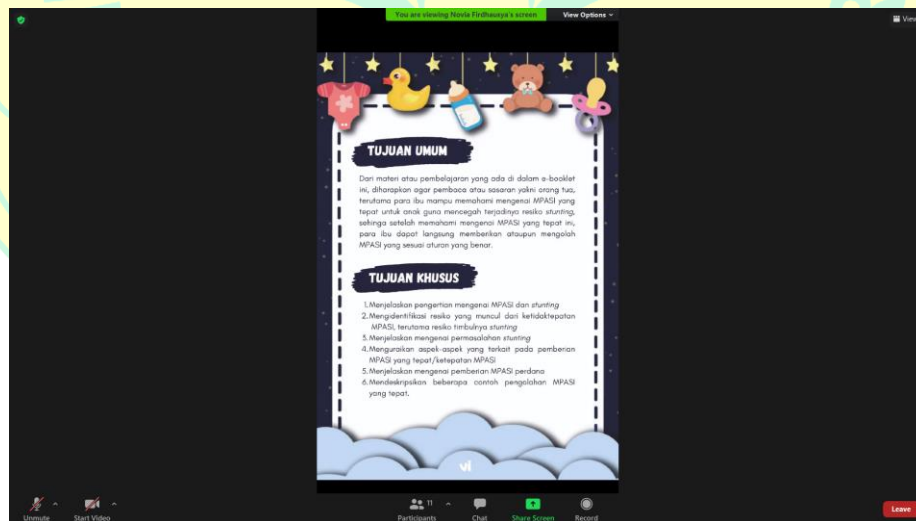 You are viewing Novia Firdhausya's screen View Options
View
TUJUAN UMUM
Dari materi atau pembelajaran yang ada di dalam e-booklet
ini, diharapkan agar pembaca atau sasaran yakni orang tua,
terutama para ibu mampu memahami mengenai MPASI yang
tepat untuk anak guna mencegah terjadinya resiko stunting,
sehinga setelah memahami mengenai MPASI yang tepat ini,
para ibu dapat langsung memberikan ataupun mengolah
MPASI yang sesuai aturan yang benar.
TUJUAN KHUSUS
1.Menjelaskan pengertian mengenai MPASI dan stunting
2.Mengidentifikasi resiko yang muncul dari ketidaktepatan
MPASI, terutama resiko timbulnya stunting
3.Menjelaskan mengenai permasalahan stunting
4.Menguraikan aspek-aspek yang terkait pada pemberian
MPASI yang tepat/ketepatan MPASI
5.Menjelaskan mengenai pemberian MPASI perdana
6.Mendeskripsikan beberapa contoh pengolahan MPASI
yang tepat.
vi
11
Unmute Start Video Participants Chat Share Screen Record Leave